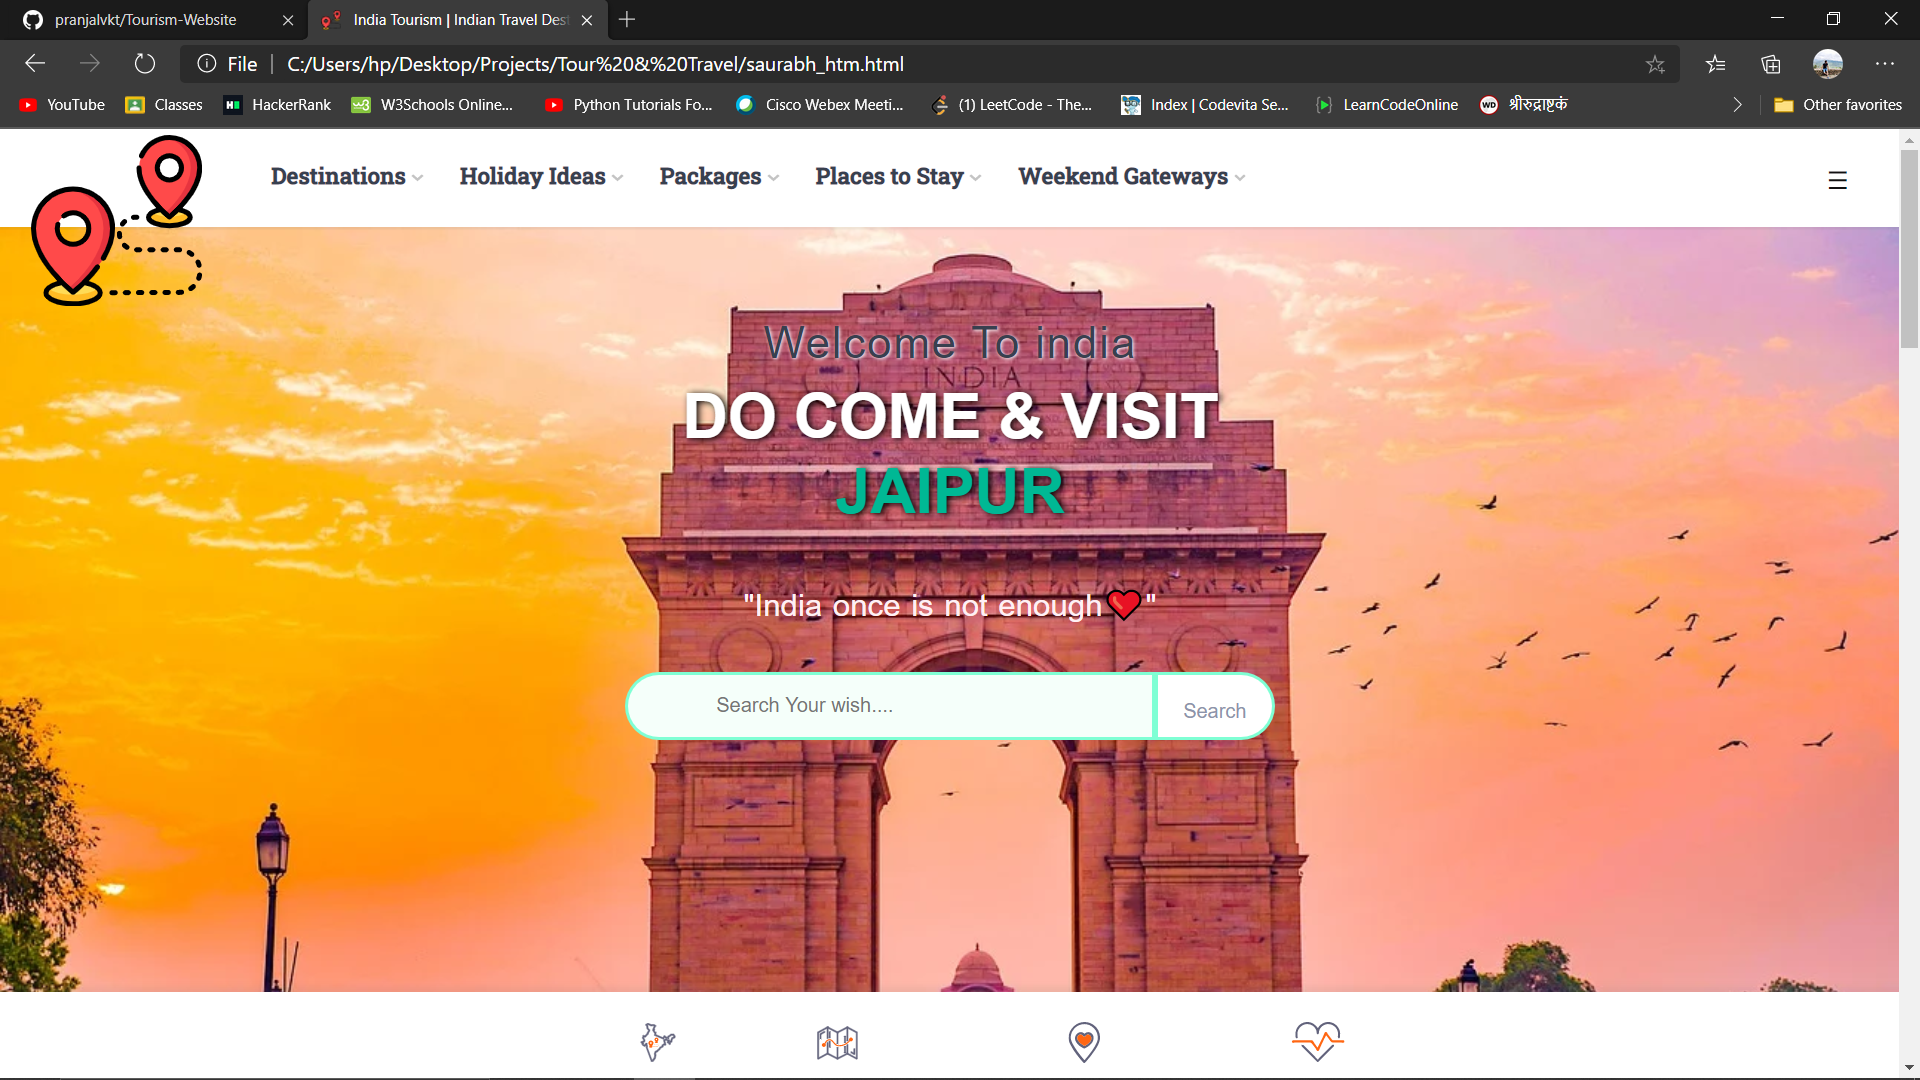 pranjalvkt/Tourism-Website
India Tourism | Indian Travel Dest
File
C:/Users/hp/Desktop/Projects/Tour%20&%20Travel/saurabh_htm.html
YouTube
Classes
HackerRank
W3Schools Online...
Python Tutorials Fo...
Cisco Webex Meeti...
(1) LeetCode - The...
Index | Codevita Se...
LearnCodeOnline
श्रीरुद्राष्टकं
Other favorites
Destinations
Holiday Ideas
Packages
Places to Stay
Weekend Gateways
Welcome To india
INDIA
DO COME & VISIT
JAIPUR
"India once is not enough❤️"
Search Your wish....
Search